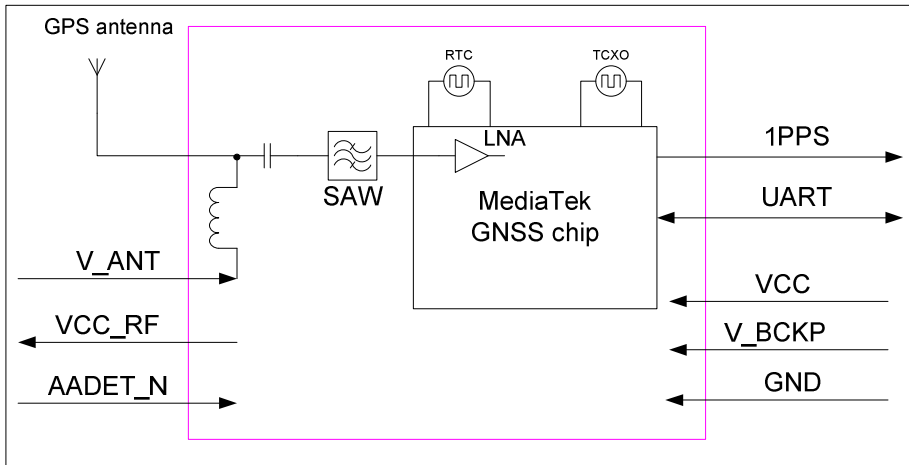 GPS antenna
RTC
TCXO
LNA
SAW
MediaTek
GNSS chip
1PPS
UART
V_ANT
VCC
VCC_RF
V_BCKP
AADET_N
GND